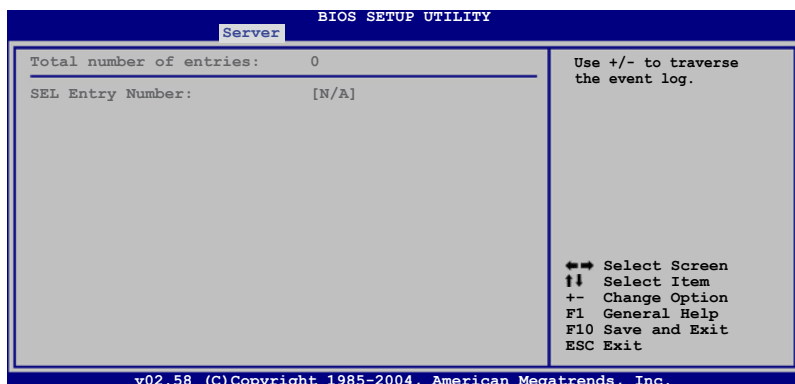 BIOS SETUP UTILITY
Server
Total number of entries: 0
SEL Entry Number: [N/A]
Use +/- to traverse
the event log.
←→ Select Screen
↑↓ Select Item
+- Change Option
F1 General Help
F10 Save and Exit
ESC Exit
v02.58 (C)Copyright 1985-2004, American Megatrends, Inc.